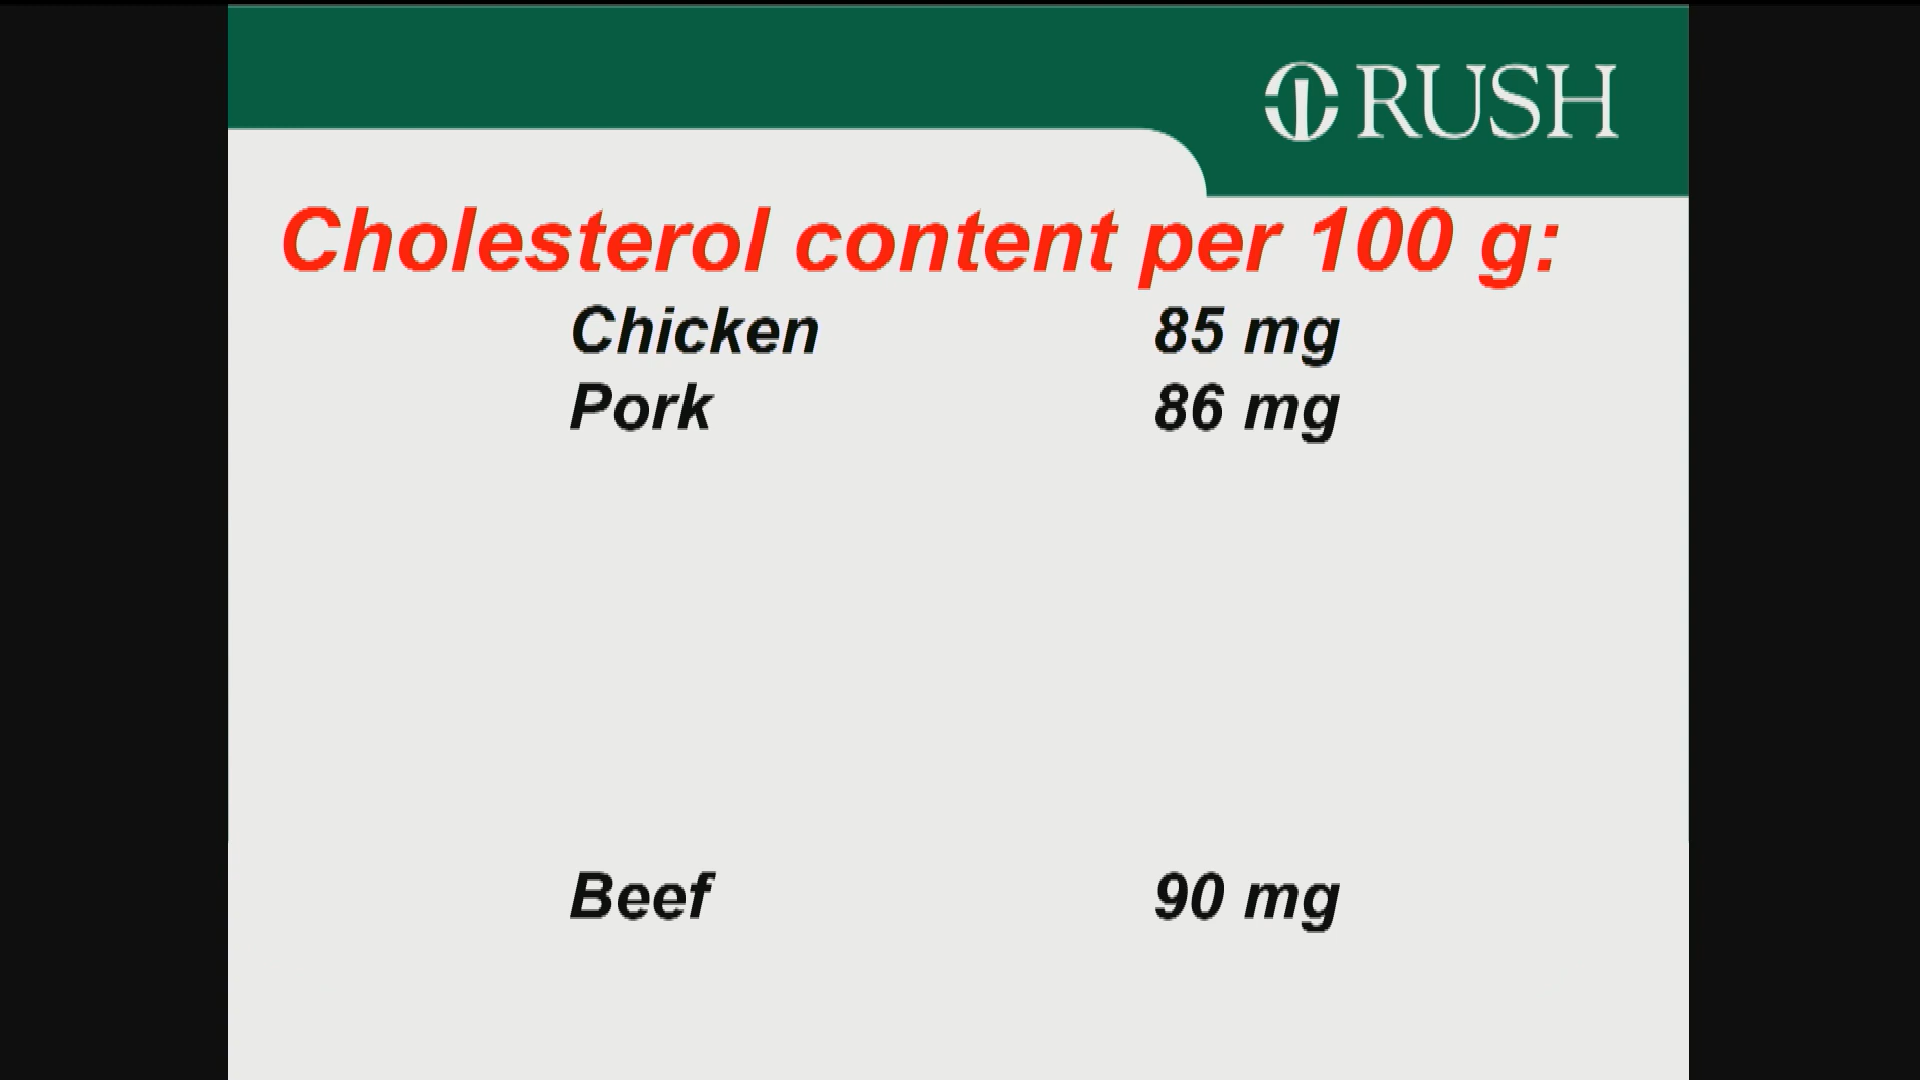 RUSH
Cholesterol content per 100 g:
Chicken 85 mg
Pork 86 mg
Beef 90 mg